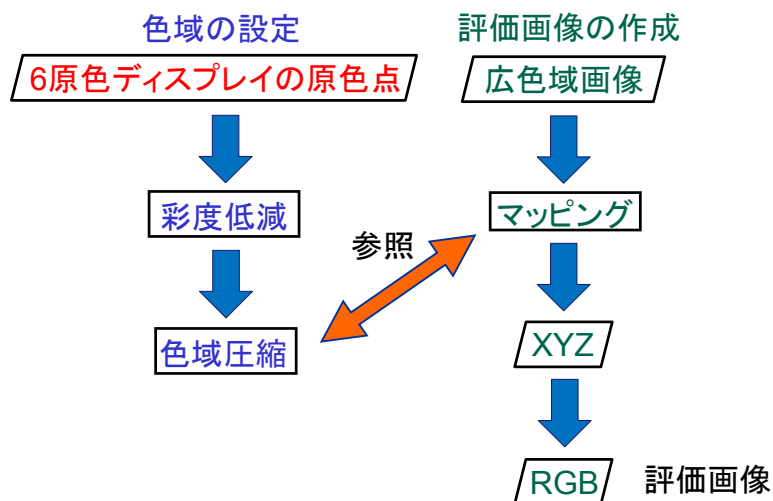 色域の設定
6原色ディスプレイの原色点
彩度低減
色域圧縮
参照
評価画像の作成
広色域画像
マッピング
XYZ
RGB
評価画像